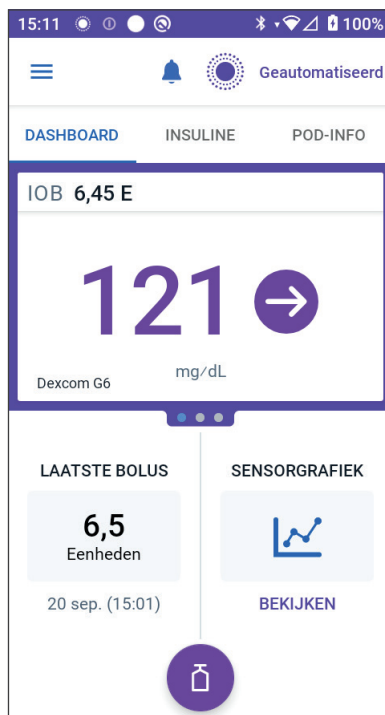 15:11 100%
Geautomatiseerd
DASHBOARD INSULINE POD-INFO
IOB 6,45 E
121
mg/dL
Dexcom G6
LAATSTE BOLUS SENSORGRAFIEK
6,5
Eenheden
20 sep. (15:01) BEKIJKEN